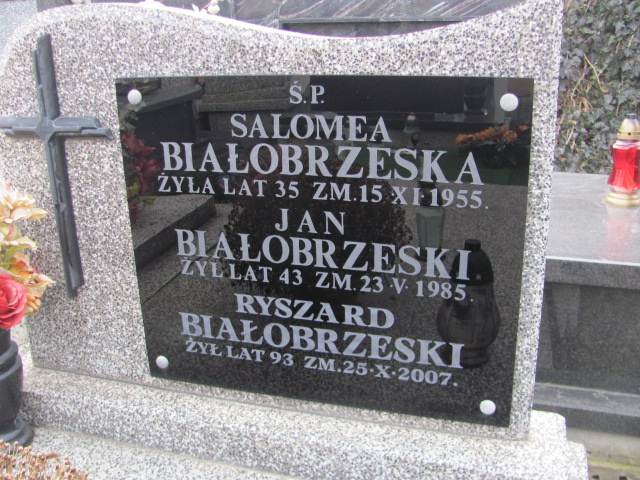 Ś.P.
SALOMEA
BIAŁOBRZESKA
ŻYŁA LAT 35 ZM.15 XI 1955.
JAN
BIAŁOBRZESKI
ŻYŁ LAT 43 ZM.23 V 1985.
RYSZARD
BIAŁOBRZESKI
ŻYŁ LAT 93 ZM.25·X·2007.